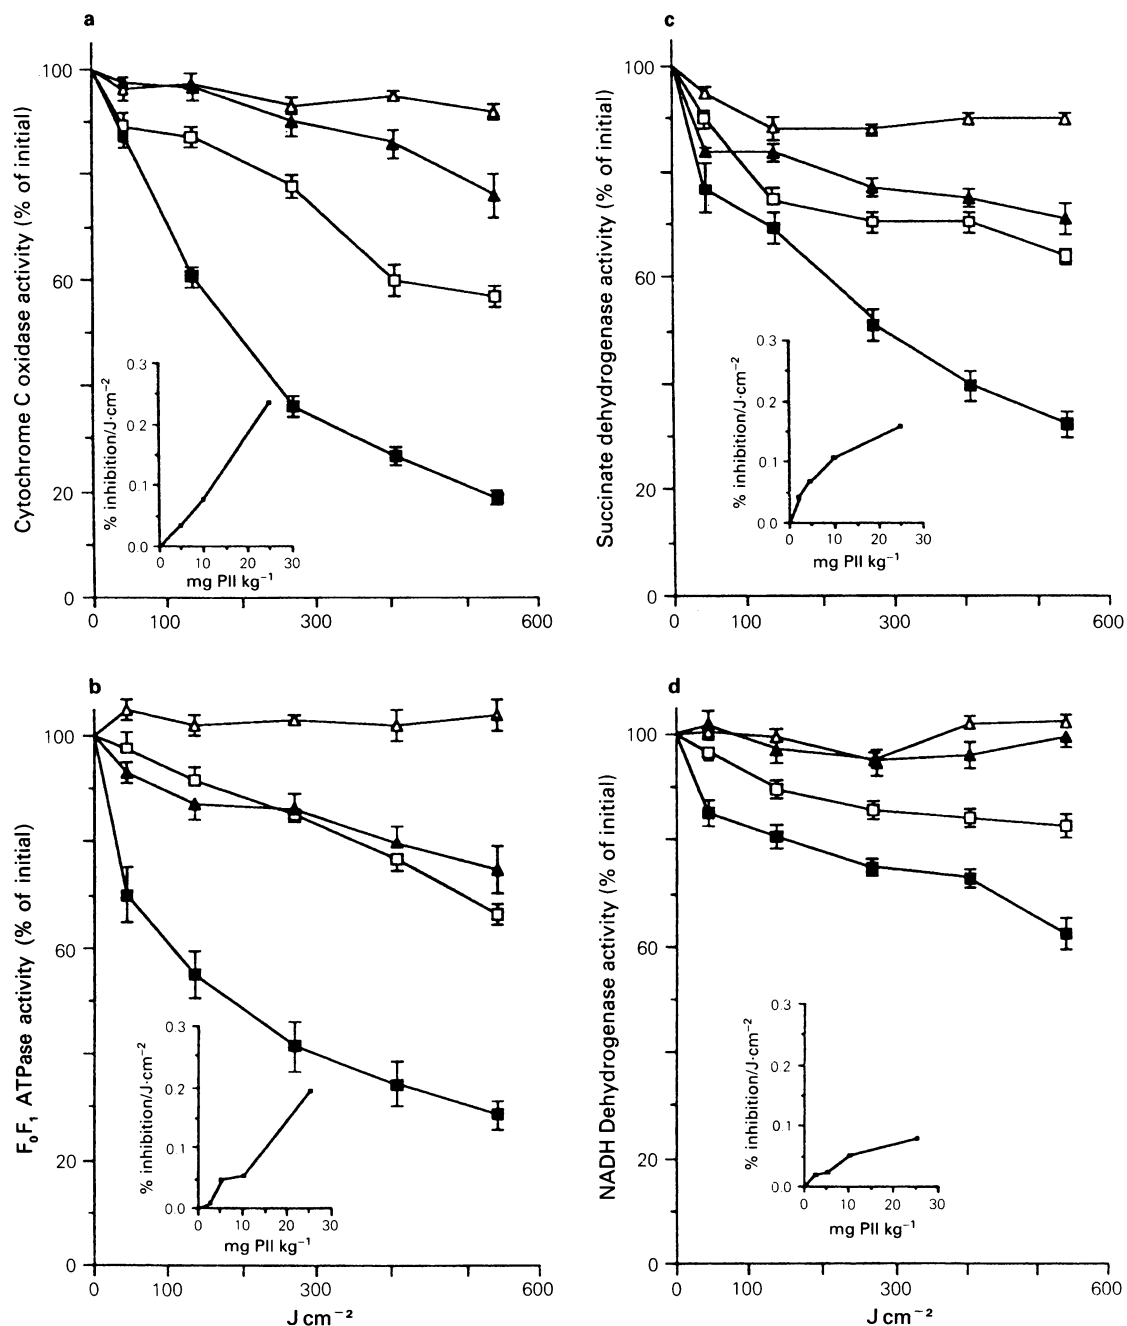 a
Cytochrome C oxidase activity (% of initial)
100
60
20
0
0 100 300 600
% inhibition/J·cm⁻²
0.3
0.2
0.1
0.0
0 10 20 30
mg PII kg⁻¹
c
Succinate dehydrogenase activity (% of initial)
100
60
20
0
0 100 300 600
% inhibition/J·cm⁻²
0.3
0.2
0.1
0.0
0 10 20 30
mg PII kg⁻¹
b
F₀F₁ ATPase activity (% of initial)
100
60
20
0
0 100 300 600
J cm⁻²
% inhibition/J·cm⁻²
0.3
0.2
0.1
0.0
0 10 20 30
mg PII kg⁻¹
d
NADH Dehydrogenase activity (% of initial)
100
60
20
0
0 100 300 600
J cm⁻²
% inhibition/J·cm⁻²
0.3
0.2
0.1
0.0
0 10 20 30
mg PII kg⁻¹